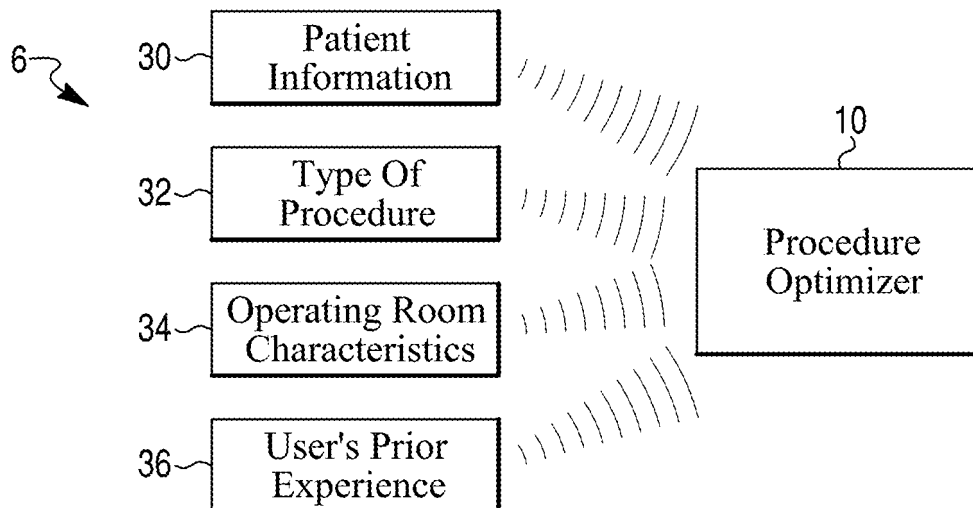 6
30
Patient
Information
32
Type Of
Procedure
34
Operating Room
Characteristics
36
User's Prior
Experience
10
Procedure
Optimizer